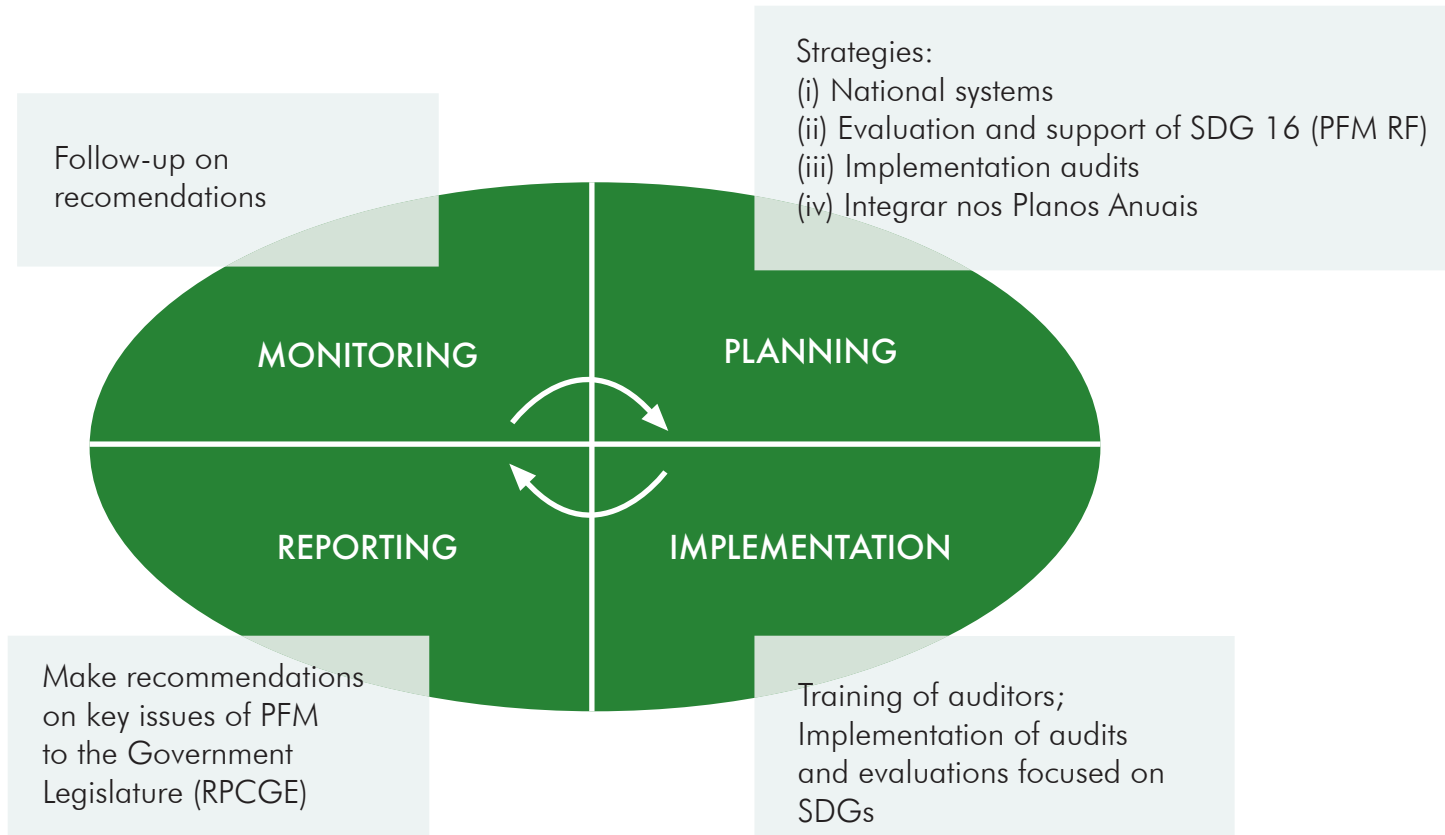 Strategies:
(i) National systems
(ii) Evaluation and support of SDG 16 (PFM RF)
(iii) Implementation audits
(iv) Integrar nos Planos Anuais
Follow-up on
recomendations
MONITORING
PLANNING
REPORTING
IMPLEMENTATION
Make recommendations
on key issues of PFM
to the Government
Legislature (RPCGE)
Training of auditors;
Implementation of audits
and evaluations focused on
SDGs